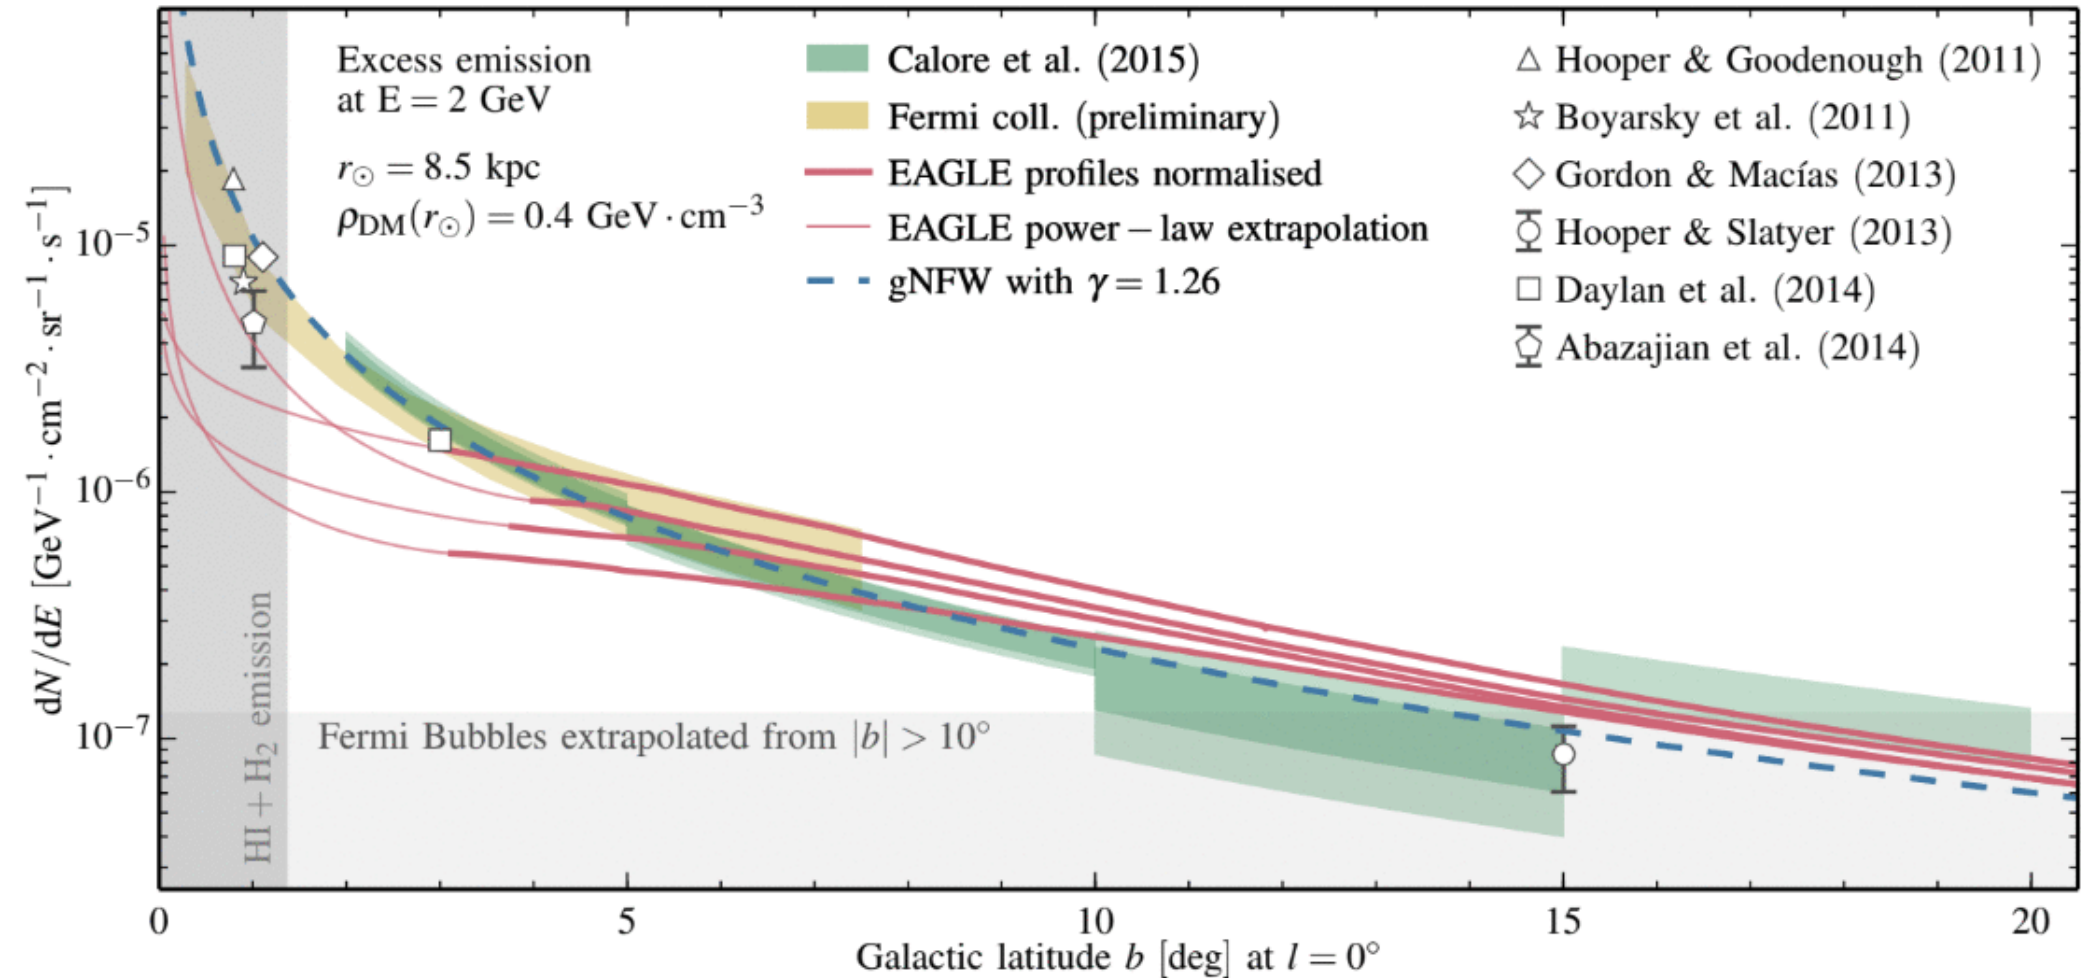 Excess emission
at E = 2 GeV
r⊙ = 8.5 kpc
ρDM(r⊙) = 0.4 GeV·cm⁻³
Calore et al. (2015)
Fermi coll. (preliminary)
EAGLE profiles normalised
EAGLE power – law extrapolation
gNFW with γ = 1.26
Hooper & Goodenough (2011)
Boyarsky et al. (2011)
Gordon & Macías (2013)
Hooper & Slatyer (2013)
Daylan et al. (2014)
Abazajian et al. (2014)
dN/dE [GeV⁻¹·cm⁻²·sr⁻¹·s⁻¹]
10⁻⁵
10⁻⁶
10⁻⁷
HI + H₂ emission
Fermi Bubbles extrapolated from |b| > 10°
0 5 10 15 20
Galactic latitude b [deg] at l = 0°